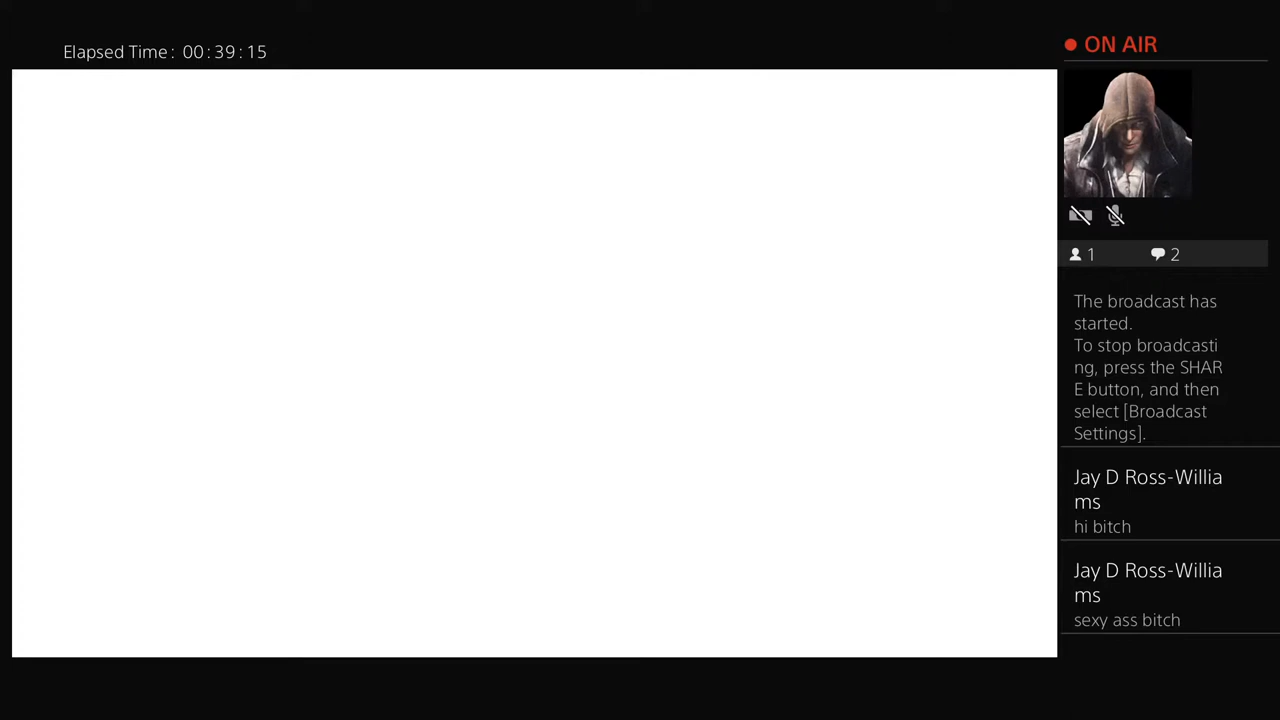 Elapsed Time: 00:39:15
ON AIR
1 2
The broadcast has
started.
To stop broadcasti
ng, press the SHAR
E button, and then
select [Broadcast
Settings].
Jay D Ross-Willia
ms
hi bitch
Jay D Ross-Willia
ms
sexy ass bitch